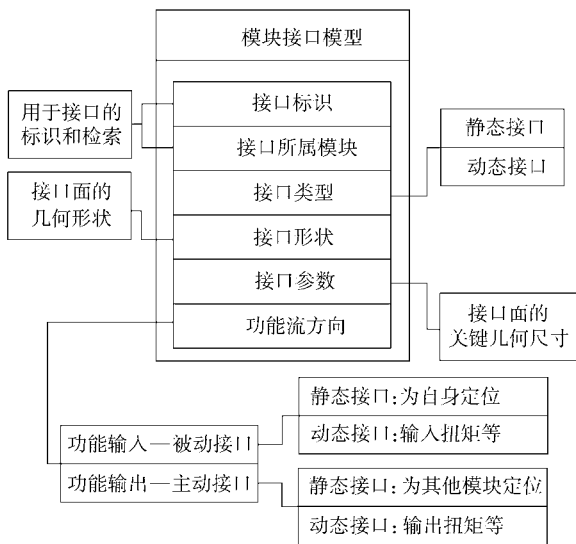 模块接口模型
接口标识
接口所属模块
接口类型
接口形状
接口参数
功能流方向
用于接口的
标识和检索
接口面的
几何形状
静态接口
动态接口
接口面的
关键几何尺寸
功能输入—被动接口
功能输出—主动接口
静态接口:为自身定位
动态接口:输入扭矩等
静态接口:为其他模块定位
动态接口:输出扭矩等